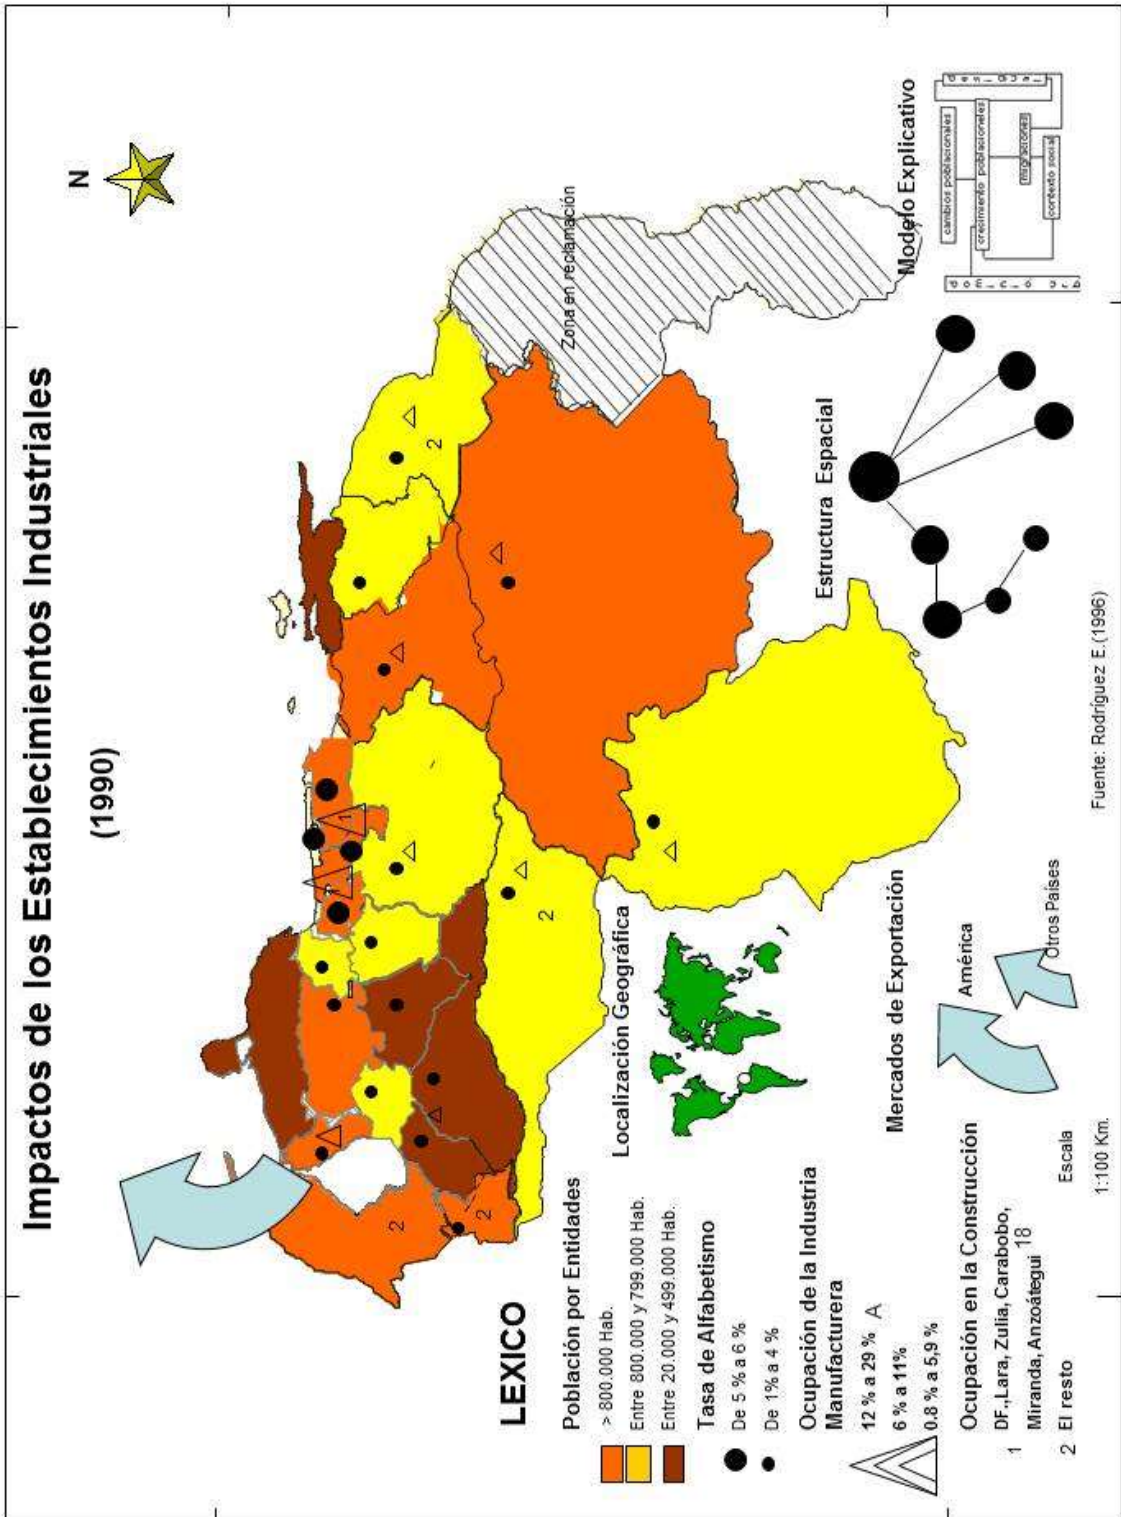 Impactos de los Establecimientos Industriales
(1990)
N
Zona en reclamación
2
2
2
2
1
1
LEXICO
Población por Entidades
> 800.000 Hab.
Entre 800.000 y 799.000 Hab.
Entre 20.000 y 499.000 Hab.
Tasa de Alfabetismo
De 5 % a 6 %
De 1% a 4 %
Ocupación de la Industria
Manufacturera
12 % a 29 % A
6 % a 11%
0.8 % a 5,9 %
Ocupación en la Construcción
1 DF.,Lara, Zulia, Carabobo,
Miranda, Anzoátegui 18
2 El resto
Localización Geográfica
Mercados de Exportación
América
Otros Países
Escala
1:100 Km.
Estructura Espacial
Modelo Explicativo
cambios poblacionales
crecimiento poblacioneles
migraciones
contexto social
Fuente: Rodríguez E.(1996)